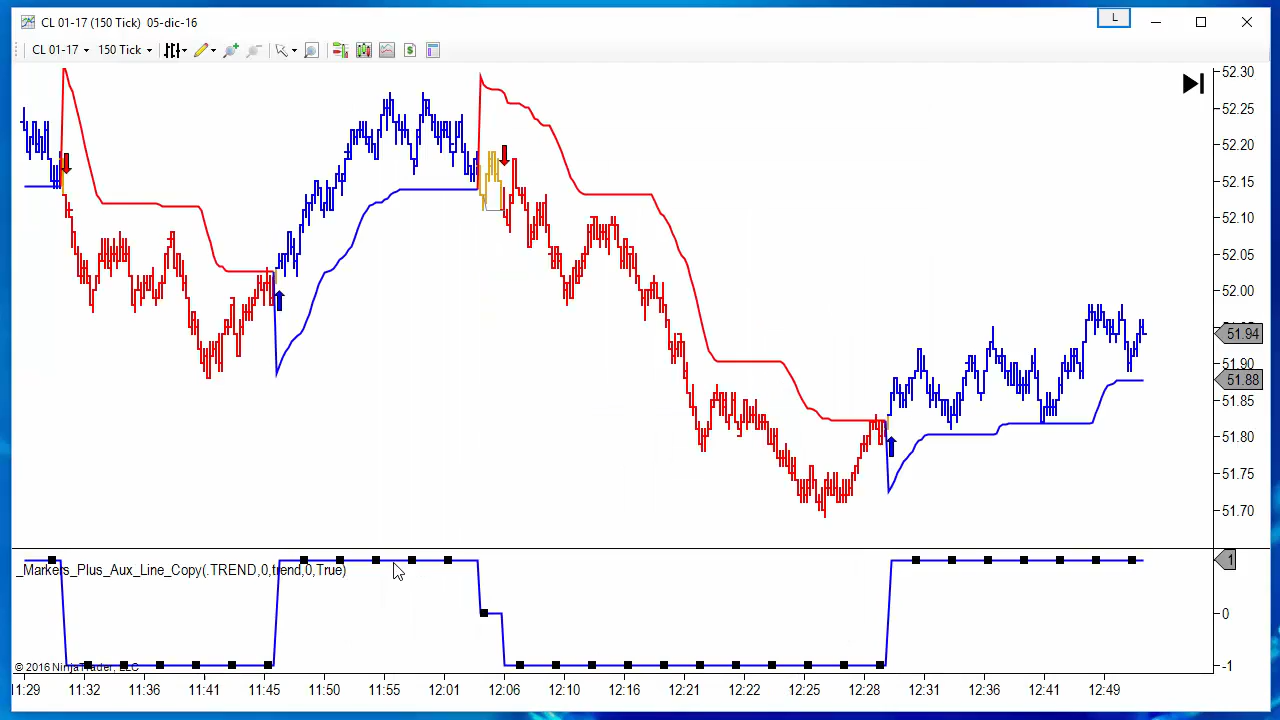 CL 01-17 (150 Tick) 05-dic-16
L
CL 01-17
150 Tick
52.30
52.25
52.20
52.15
52.10
52.05
52.00
51.94
51.90
51.88
51.85
51.80
51.75
51.70
_Markers_Plus_Aux_Line_Copy(.TREND,0,trend,0,True)
1
0
-1
© 2016 NinjaTrader, LLC
11:29 11:32 11:36 11:41 11:45 11:50 11:55 12:01 12:06 12:10 12:16 12:21 12:22 12:25 12:28 12:31 12:36 12:41 12:49